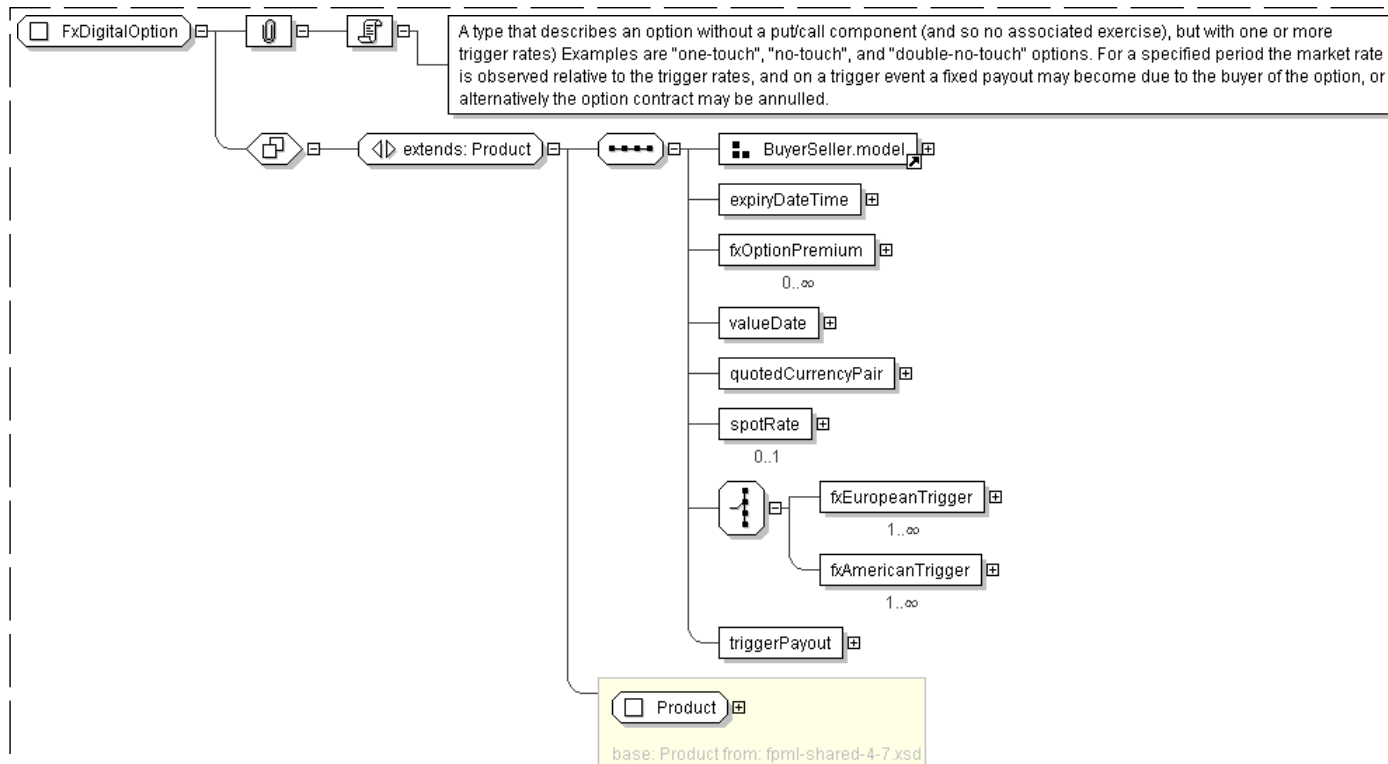 FxDigitalOption
A type that describes an option without a put/call component (and so no associated exercise), but with one or more
trigger rates) Examples are "one-touch", "no-touch", and "double-no-touch" options. For a specified period the market rate
is observed relative to the trigger rates, and on a trigger event a fixed payout may become due to the buyer of the option, or
alternatively the option contract may be annulled.
extends: Product
BuyerSeller.model
expiryDateTime
fxOptionPremium
0..∞
valueDate
quotedCurrencyPair
spotRate
0..1
fxEuropeanTrigger
1..∞
fxAmericanTrigger
1..∞
triggerPayout
Product
base: Product from: fpml-shared-4-7.xsd